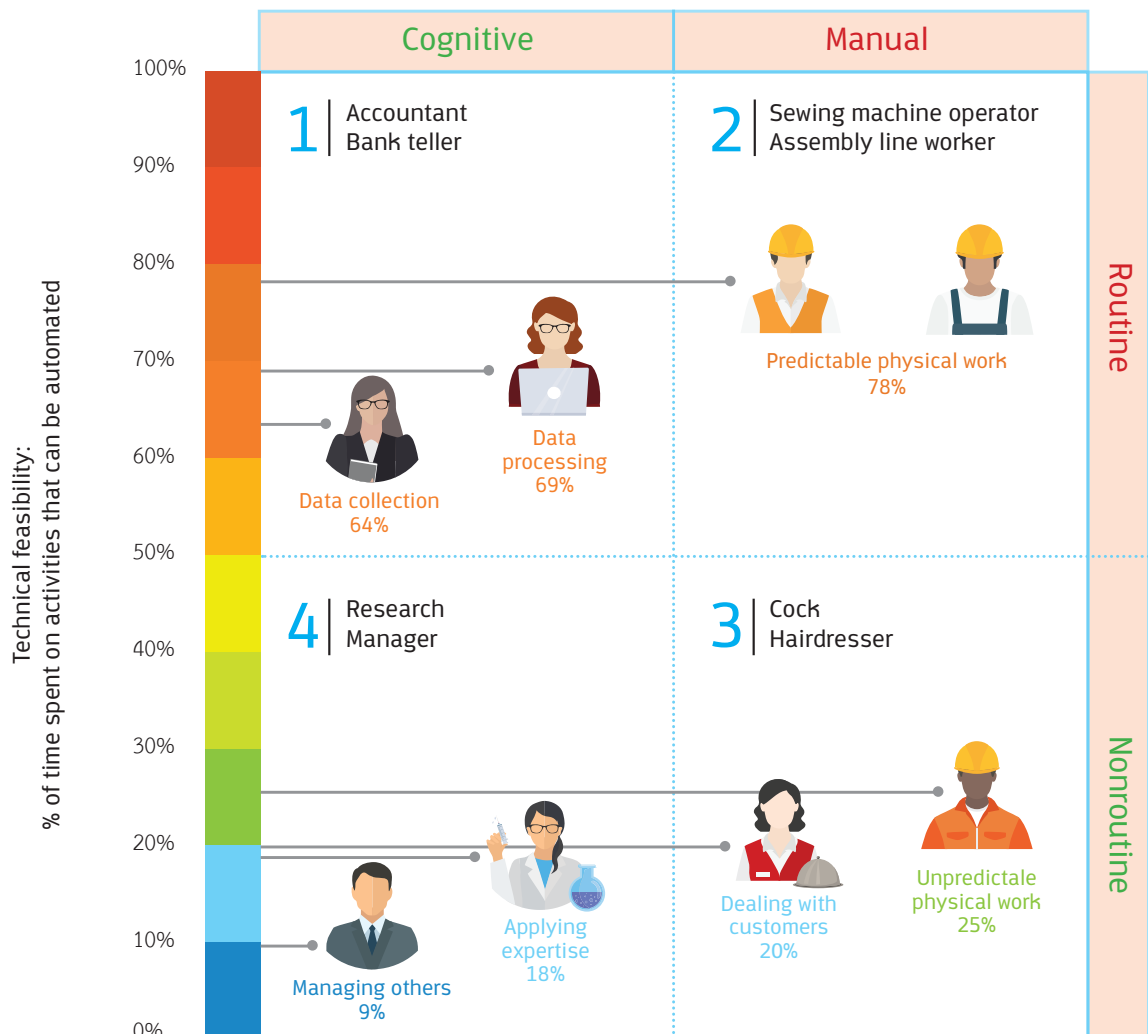 Cognitive
Manual
100%
90%
80%
70%
60%
50%
40%
30%
20%
10%
0%
Technical feasibility:
% of time spent on activities that can be automated
1
Accountant
Bank teller
2
Sewing machine operator
Assembly line worker
Routine
Predictable physical work
78%
Data
processing
69%
Data collection
64%
4
Research
Manager
3
Cock
Hairdresser
Nonroutine
Unpredictale
physical work
25%
Dealing with
customers
20%
Applying
expertise
18%
Managing others
9%